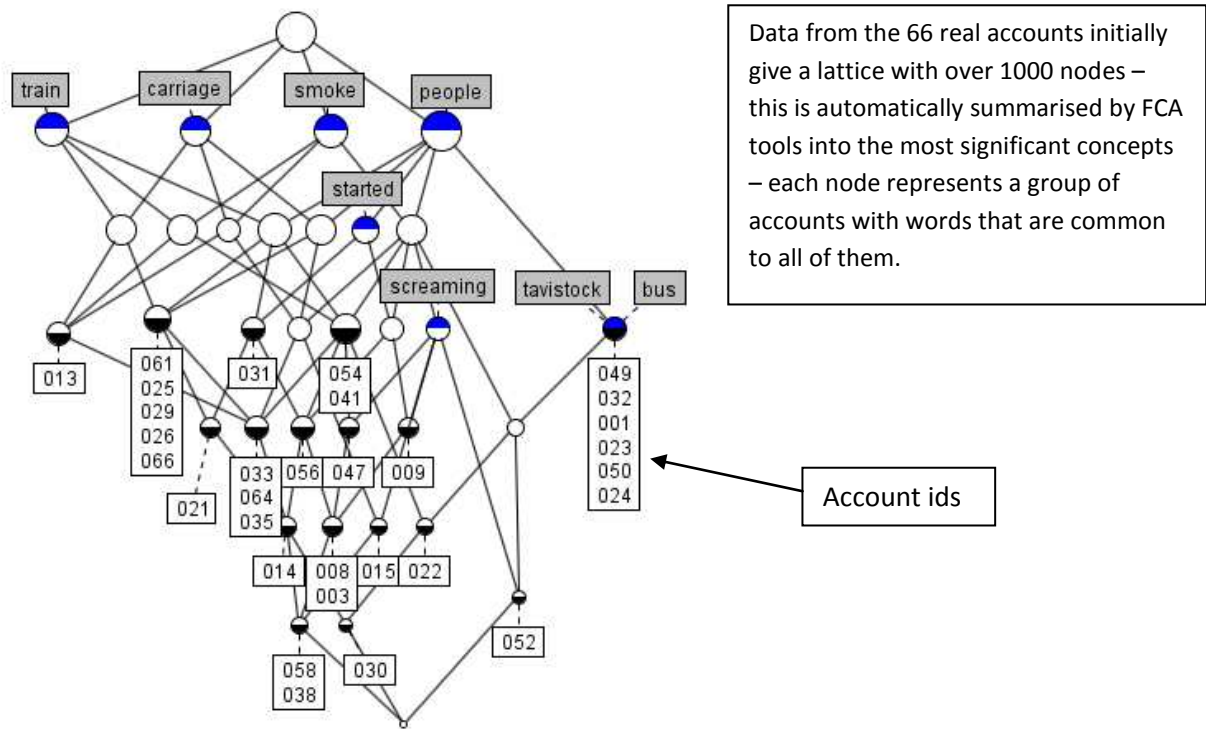 Data from the 66 real accounts initially
give a lattice with over 1000 nodes –
this is automatically summarised by FCA
tools into the most significant concepts
– each node represents a group of
accounts with words that are common
to all of them.
train
carriage
smoke
people
started
screaming
tavistock
bus
013
061
025
029
026
066
031
054
041
049
032
001
023
050
024
021
033
064
035
056
047
009
Account ids
014
008
003
015
022
058
038
030
052